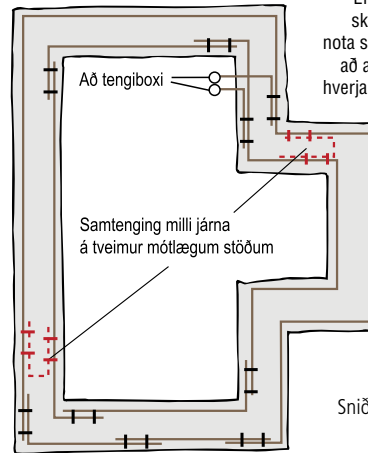 sk
nota s
að a
hverja
Að tengiboxi
Samtenging milli járna
á tveimur mótlægum stöðum
Snið